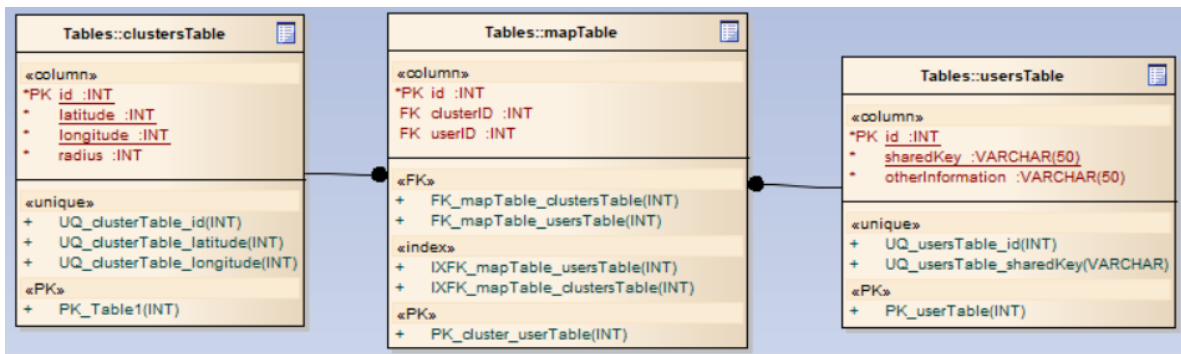 Tables::clustersTable
«column»
*PK id :INT
* latitude :INT
* longitude :INT
* radius :INT
«unique»
+ UQ_clusterTable_id(INT)
+ UQ_clusterTable_latitude(INT)
+ UQ_clusterTable_longitude(INT)
«PK»
+ PK_Table1(INT)
Tables::mapTable
«column»
*PK id :INT
FK clusterID :INT
FK userID :INT
«FK»
+ FK_mapTable_clustersTable(INT)
+ FK_mapTable_usersTable(INT)
«index»
+ IXFK_mapTable_usersTable(INT)
+ IXFK_mapTable_clustersTable(INT)
«PK»
+ PK_cluster_userTable(INT)
Tables::usersTable
«column»
*PK id :INT
* sharedKey :VARCHAR(50)
* otherInformation :VARCHAR(50)
«unique»
+ UQ_usersTable_id(INT)
+ UQ_usersTable_sharedKey(VARCHAR)
«PK»
+ PK_userTable(INT)